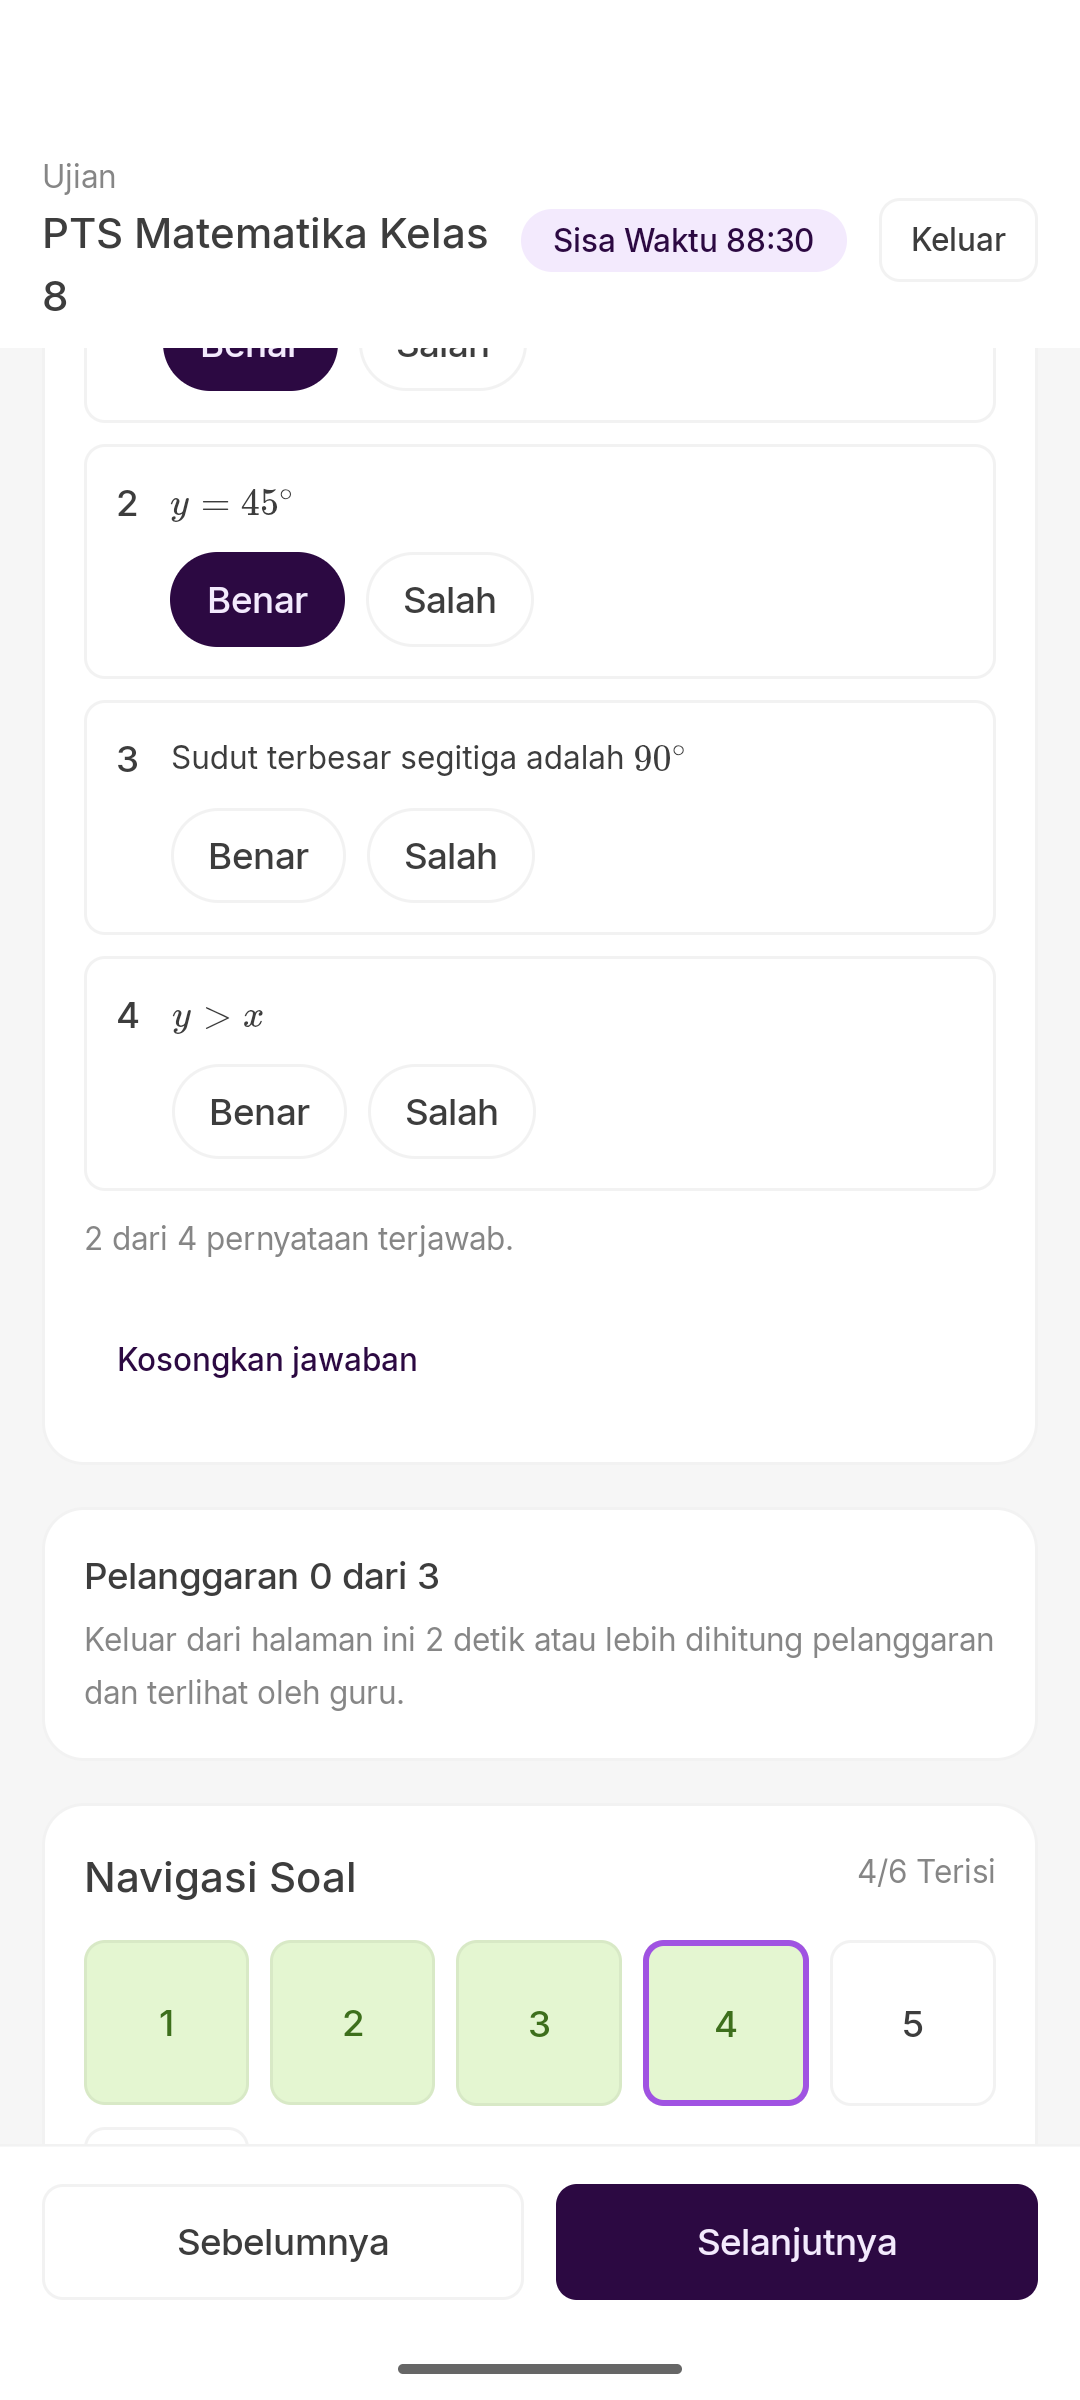 Ujian
PTS Matematika Kelas
8
Sisa Waktu 88:30
Keluar
Benar
Salah
2 y = 45°
Benar
Salah
3 Sudut terbesar segitiga adalah 90°
Benar
Salah
4 y > x
Benar
Salah
2 dari 4 pernyataan terjawab.
Kosongkan jawaban
Pelanggaran 0 dari 3
Keluar dari halaman ini 2 detik atau lebih dihitung pelanggaran
dan terlihat oleh guru.
Navigasi Soal
4/6 Terisi
1
2
3
4
5
Sebelumnya
Selanjutnya